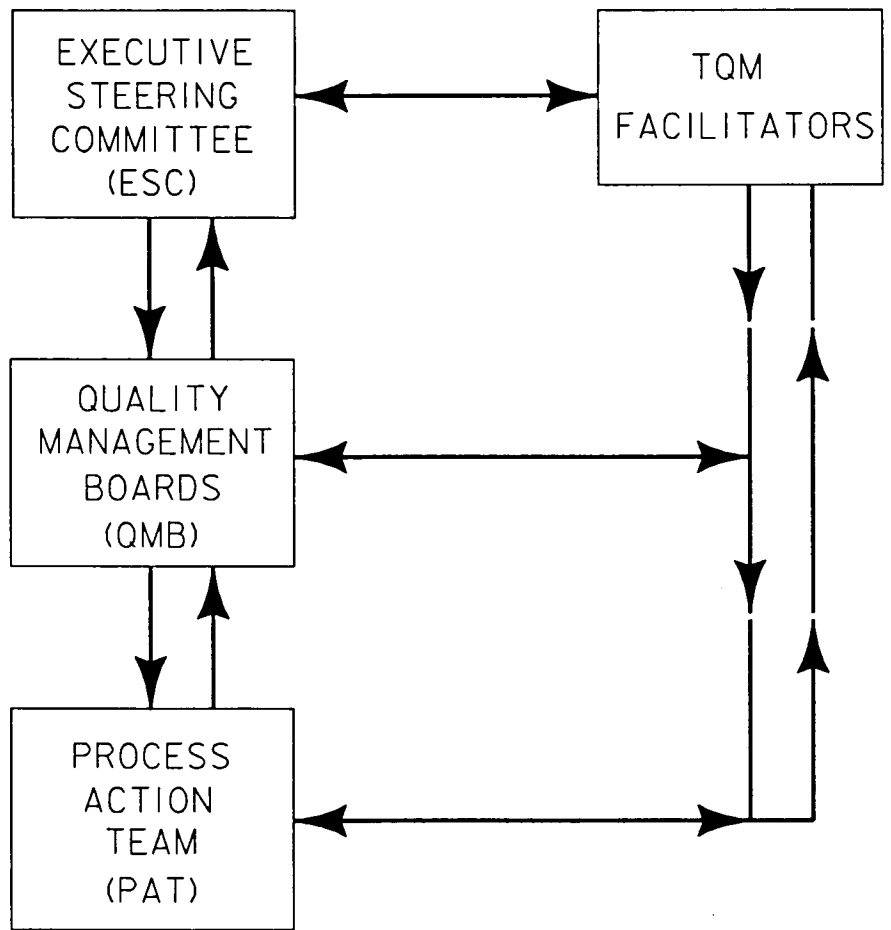 EXECUTIVE
STEERING
COMMITTEE
(ESC)
TQM
FACILITATORS
QUALITY
MANAGEMENT
BOARDS
(QMB)
PROCESS
ACTION
TEAM
(PAT)